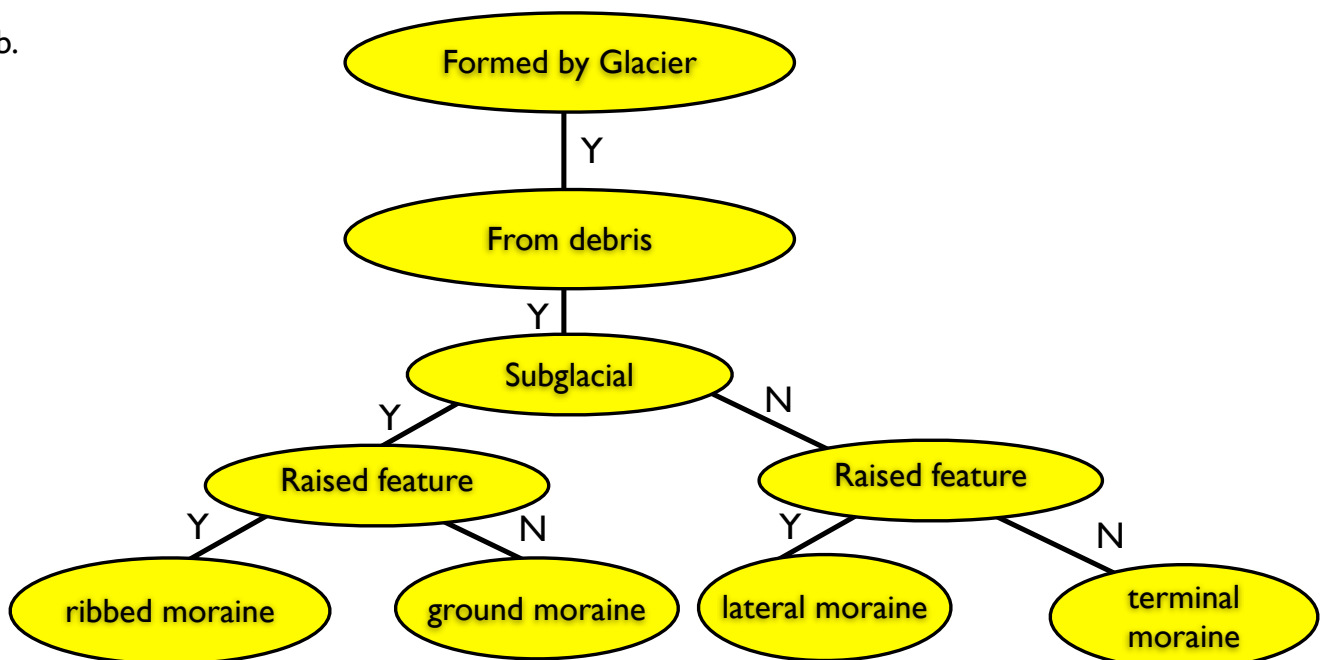 b.
Formed by Glacier
Y
From debris
Y
Subglacial
Y
N
Raised feature
Raised feature
Y
N
Y
N
ribbed moraine
ground moraine
lateral moraine
terminal
moraine